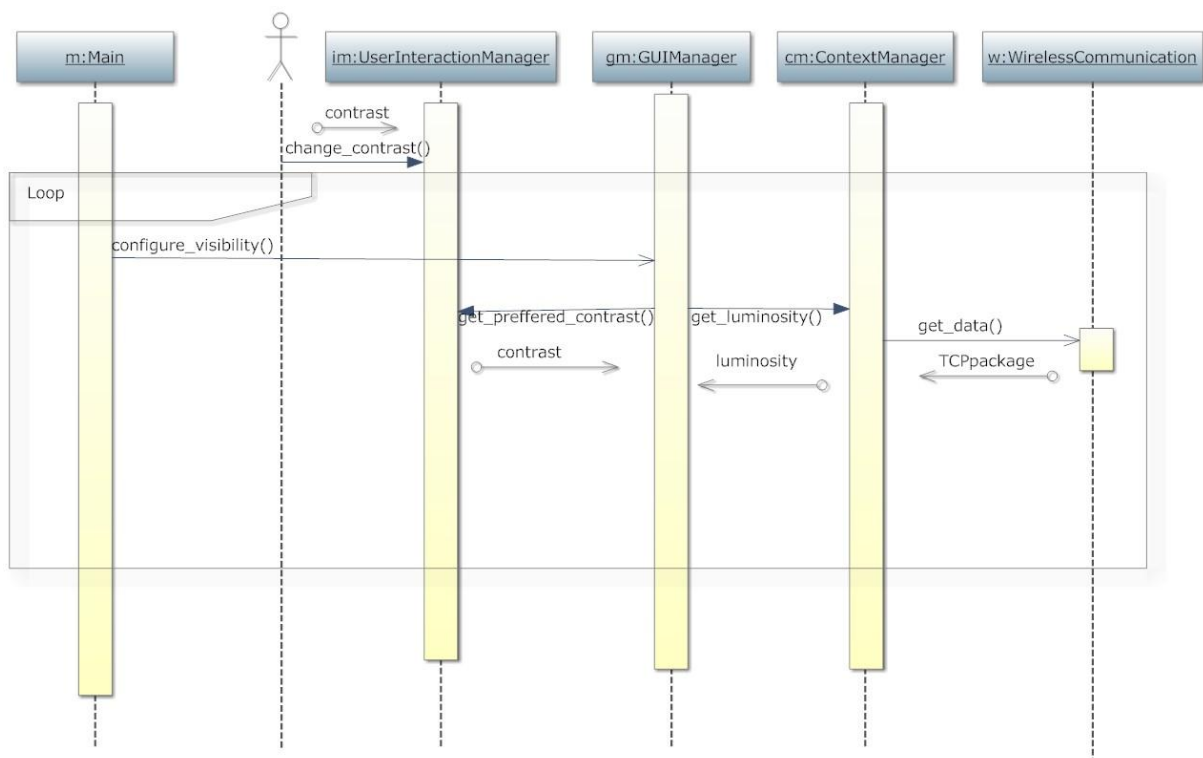 m:Main
im:UserInteractionManager
gm:GUIManager
cm:ContextManager
w:WirelessCommunication
contrast
change_contrast()
Loop
configure_visibility()
get_preffered_contrast()
get_luminosity()
get_data()
contrast
luminosity
TCPpackage